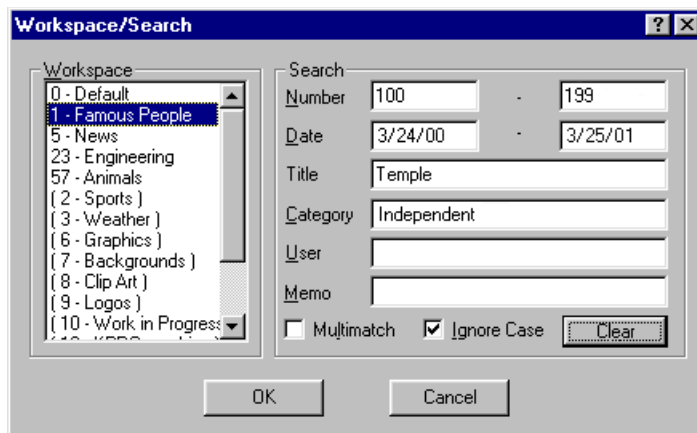 Workspace/Search
Workspace
0 - Default
1 - Famous People
5 - News
23 - Engineering
57 - Animals
( 2 - Sports )
( 3 - Weather )
( 6 - Graphics )
( 7 - Backgrounds )
( 8 - Clip Art )
( 9 - Logos )
( 10 - Work in Progress
Search
Number 100 - 199
Date 3/24/00 - 3/25/01
Title Temple
Category Independent
User
Memo
Multimatch Ignore Case Clear
OK Cancel